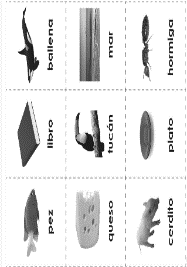 ballena
mar
hormiga
libro
tucán
plato
pez
queso
cerdito